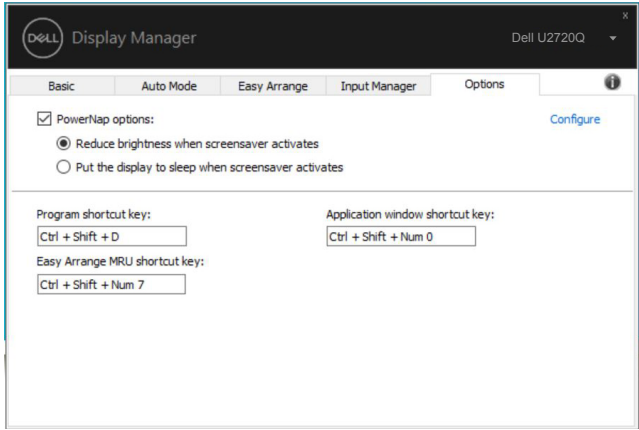 x
DELL Display Manager
Dell U2720Q
Basic Auto Mode Easy Arrange Input Manager Options
PowerNap options: Configure
Reduce brightness when screensaver activates
Put the display to sleep when screensaver activates
Program shortcut key: Application window shortcut key:
Ctrl + Shift + D Ctrl + Shift + Num 0
Easy Arrange MRU shortcut key:
Ctrl + Shift + Num 7